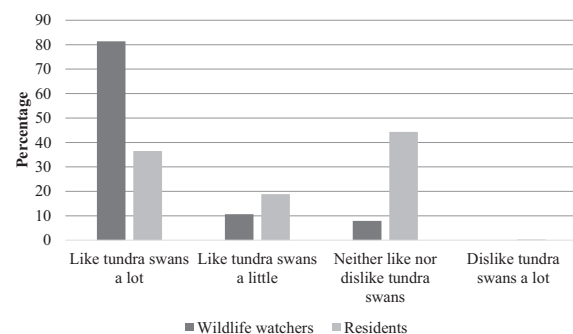 90
80
70
60
50
40
30
20
10
0
Percentage
Like tundra swans
a lot
Like tundra swans
a little
Neither like nor
dislike tundra
swans
Dislike tundra
swans a lot
Wildlife watchers
Residents